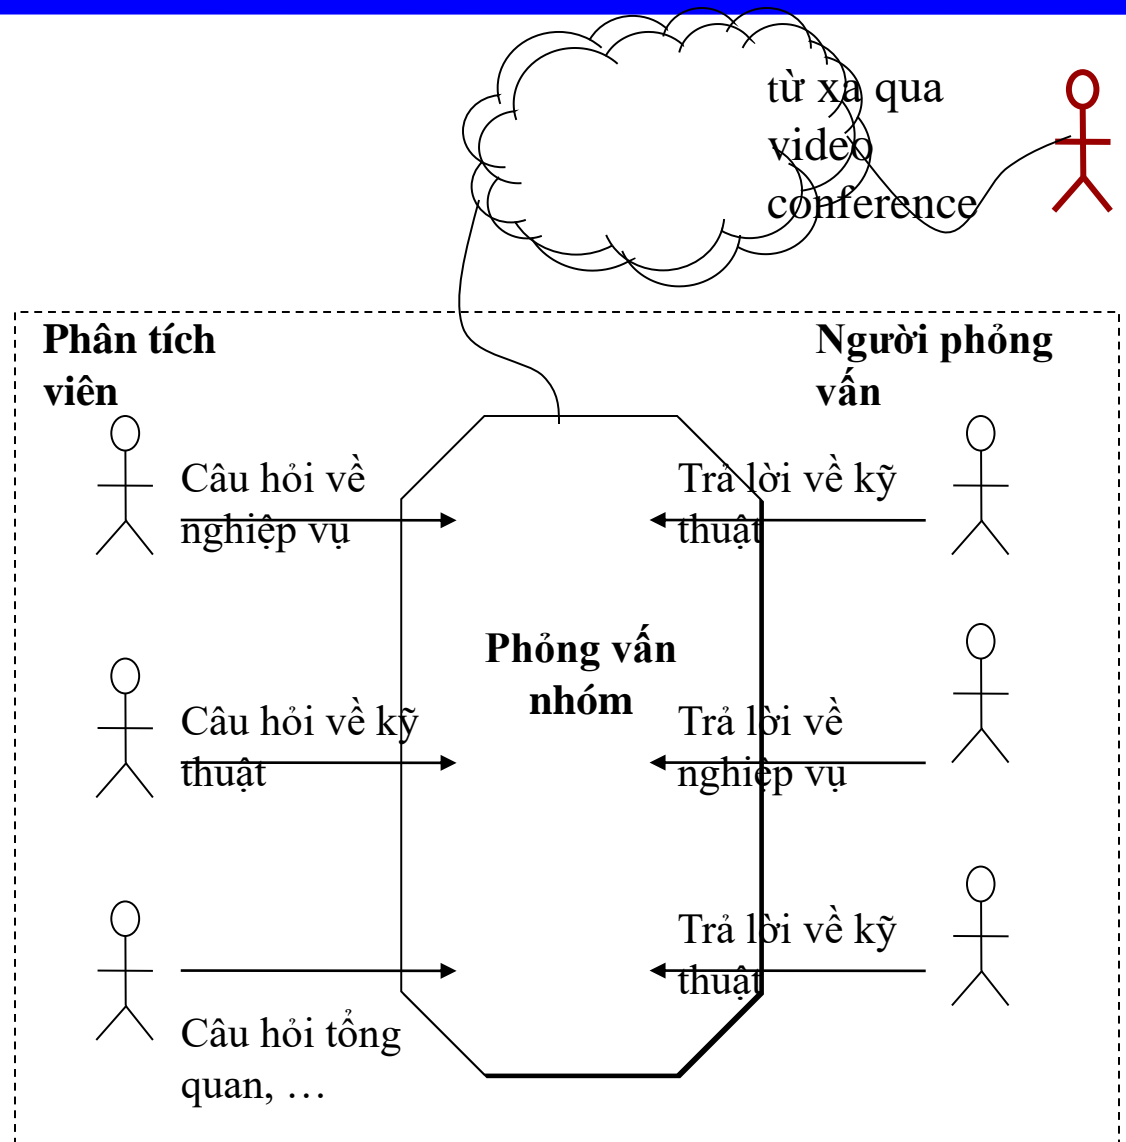 từ xa qua
video
conference
Phân tích
viên
Người phỏng
vấn
Câu hỏi về
nghiệp vụ
Trả lời về kỹ
thuật
Phỏng vấn
nhóm
Câu hỏi về kỹ
thuật
Trả lời về
nghiệp vụ
Trả lời về kỹ
thuật
Câu hỏi tổng
quan, …